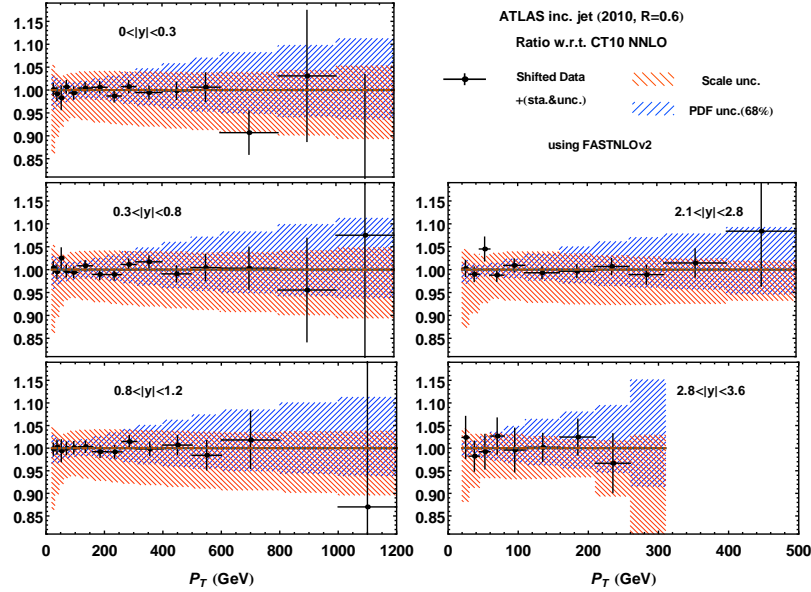 ATLAS inc. jet (2010, R=0.6)
Ratio w.r.t. CT10 NNLO
Shifted Data
+(sta.&unc.)
Scale unc.
PDF unc.(68%)
using FASTNLOv2
0<|y|<0.3
1.15
1.10
1.05
1.00
0.95
0.90
0.85
0.3<|y|<0.8
1.15
1.10
1.05
1.00
0.95
0.90
0.85
2.1<|y|<2.8
1.15
1.10
1.05
1.00
0.95
0.90
0.85
0.8<|y|<1.2
1.15
1.10
1.05
1.00
0.95
0.90
0.85
0 200 400 600 800 1000 1200
P_T (GeV)
2.8<|y|<3.6
1.15
1.10
1.05
1.00
0.95
0.90
0.85
0 100 200 300 400 500
P_T (GeV)